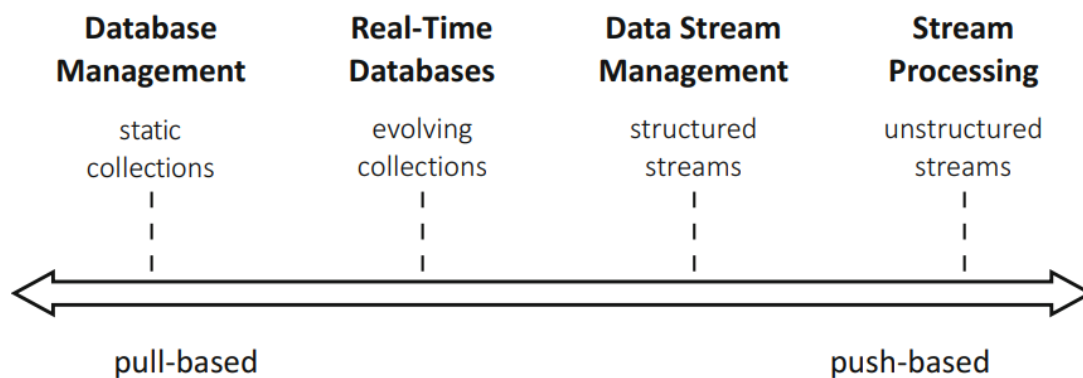 Database
Management
static
collections
Real-Time
Databases
evolving
collections
Data Stream
Management
structured
streams
Stream
Processing
unstructured
streams
pull-based
push-based